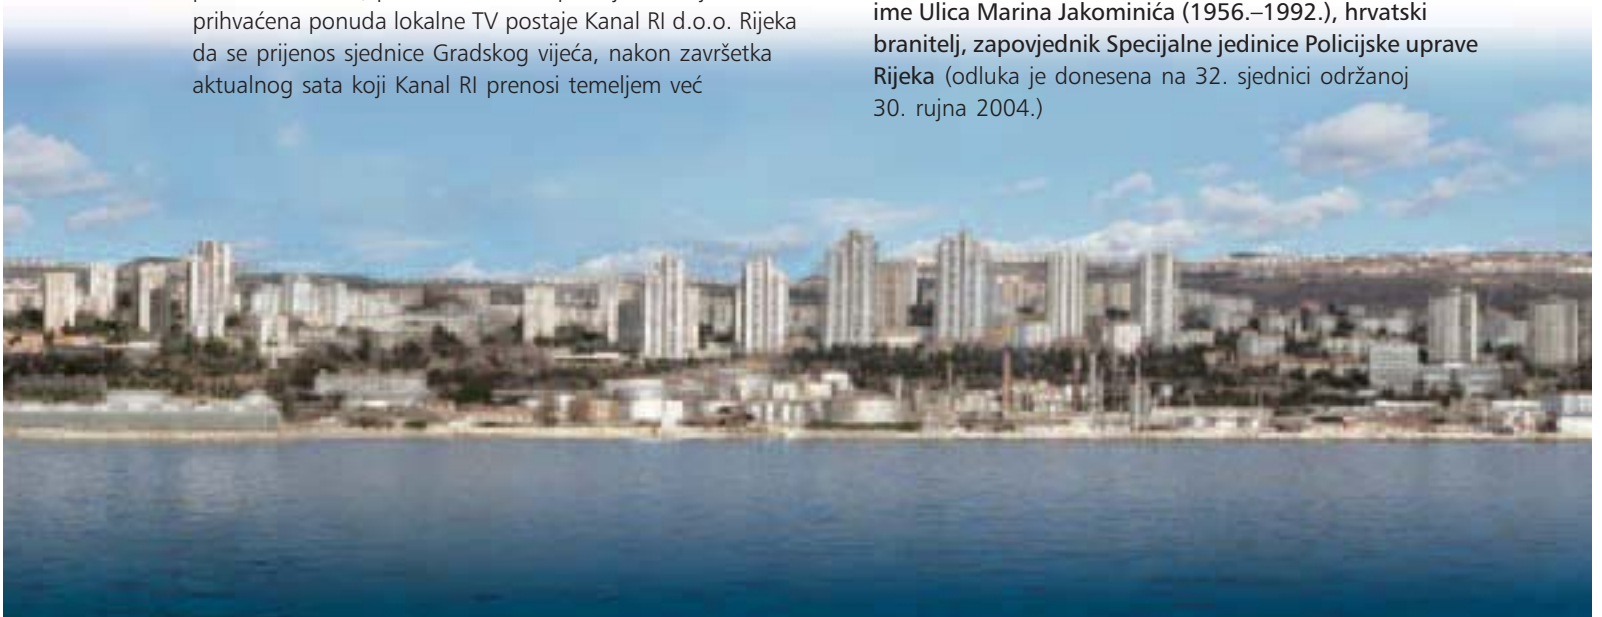 prihvaćena ponuda lokalne TV postaje Kanal RI d.o.o. Rijeka
da se prijenos sjednice Gradskog vijeća, nakon završetka
aktualnog sata koji Kanal RI prenosi temeljem već
ime Ulica Marina Jakominića (1956.–1992.), hrvatski
branitelj, zapovjednik Specijalne jedinice Policijske uprave
Rijeka (odluka je donesena na 32. sjednici održanoj
30. rujna 2004.)